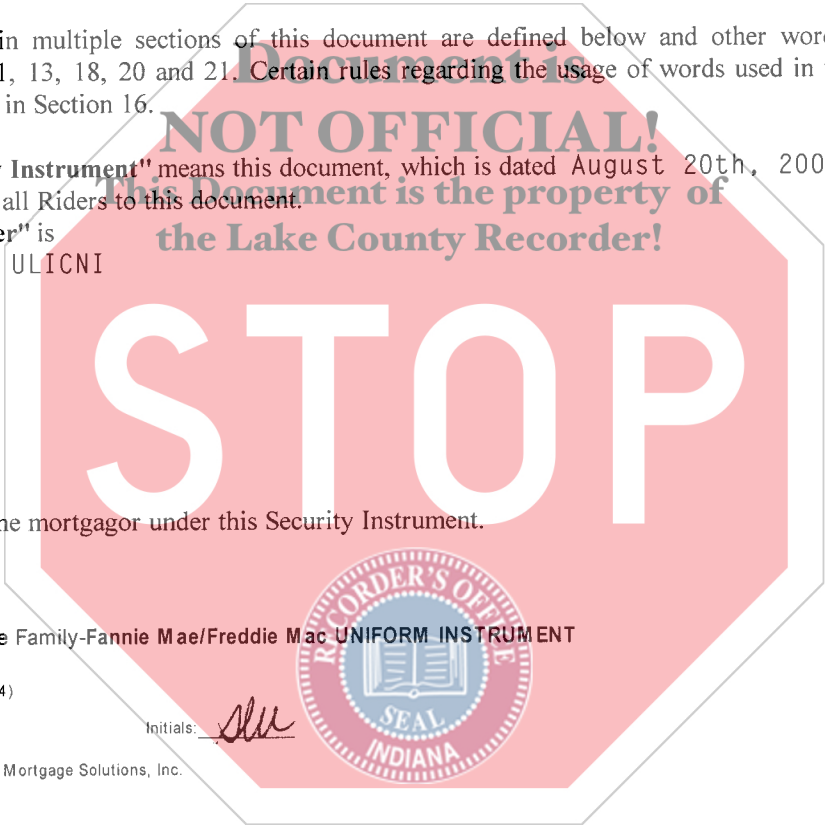 in multiple sections of this document are defined below and other
1, 13, 18, 20 and 21. Certain rules regarding the usage of words used in
in Section 16.
Instrument" means this document, which is dated August 20th, 200
all Riders to this document.
er" is
ULICNI
Document is
NOT OFFICIAL!
This Document is the property of
the Lake County Recorder!
STOP
mortgagor under this Security Instrument.
Family-Fannie Mae/Freddie Mac UNIFORM INSTRUMENT
4)
Initials:
Mortgage Solutions, Inc.
RECORDER'S OFFICE
SEAL
INDIANA